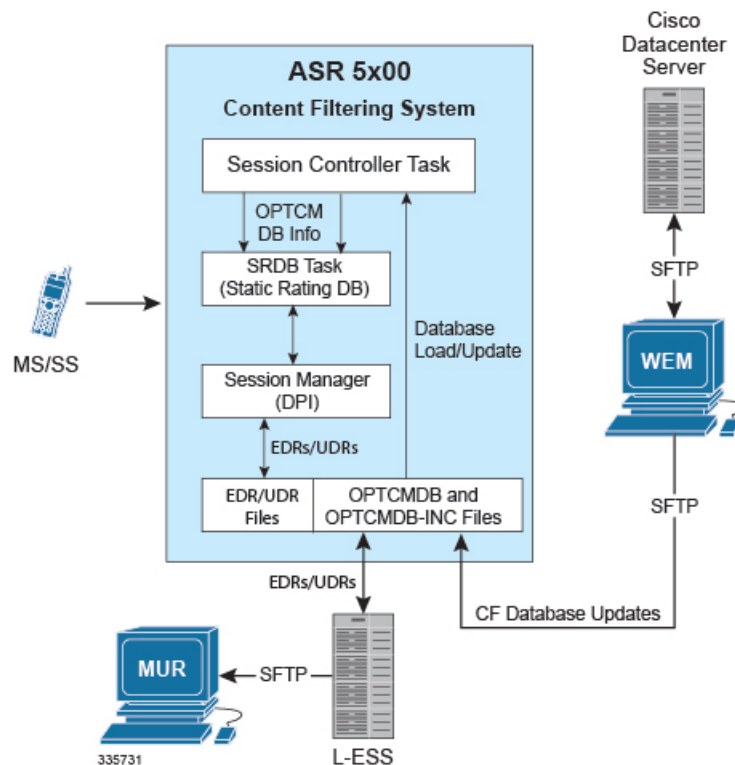 Cisco
Datacenter
Server
ASR 5x00
Content Filtering System
Session Controller Task
OPTCM
DB Info
SRDB Task
(Static Rating DB)
SFTP
Database
Load/Update
MS/SS
WEM
Session Manager
(DPI)
EDRs/UDRs
EDR/UDR
Files
OPTCMDB and
OPTCMDB-INC Files
SFTP
EDRs/UDRs
CF Database Updates
MUR
SFTP
335731
L-ESS